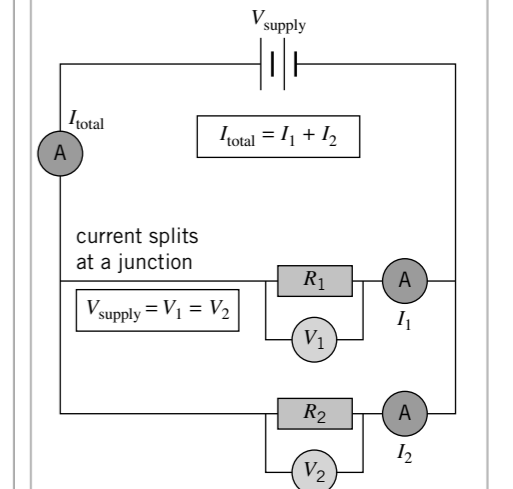 V_supply
I_total
A
I_total = I_1 + I_2
current splits
at a junction
R_1
A
V_supply = V_1 = V_2
V_1
I_1
R_2
A
V_2
I_2